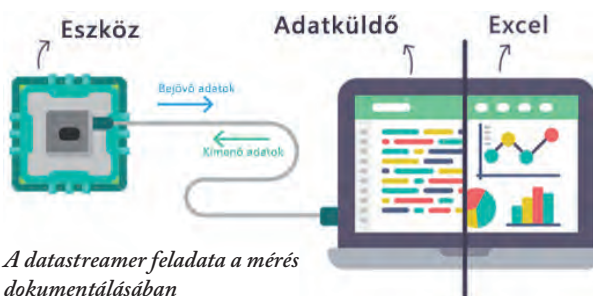 Eszköz
Adatküldő
Excel
Bejövő adatok
Kimenő adatok
A datastreamer feladata a mérés
dokumentálásában